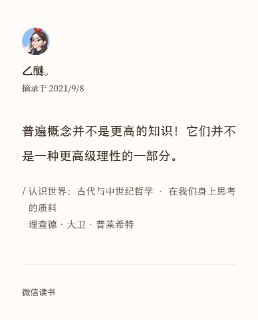 乙醚。
摘录于 2021/9/8
普遍概念并不是更高的知识！它们并不
是一种更高级理性的一部分。
/ 认识世界：古代与中世纪哲学 · 在我们身上思考
的质料
理查德·大卫·普莱希特
微信读书